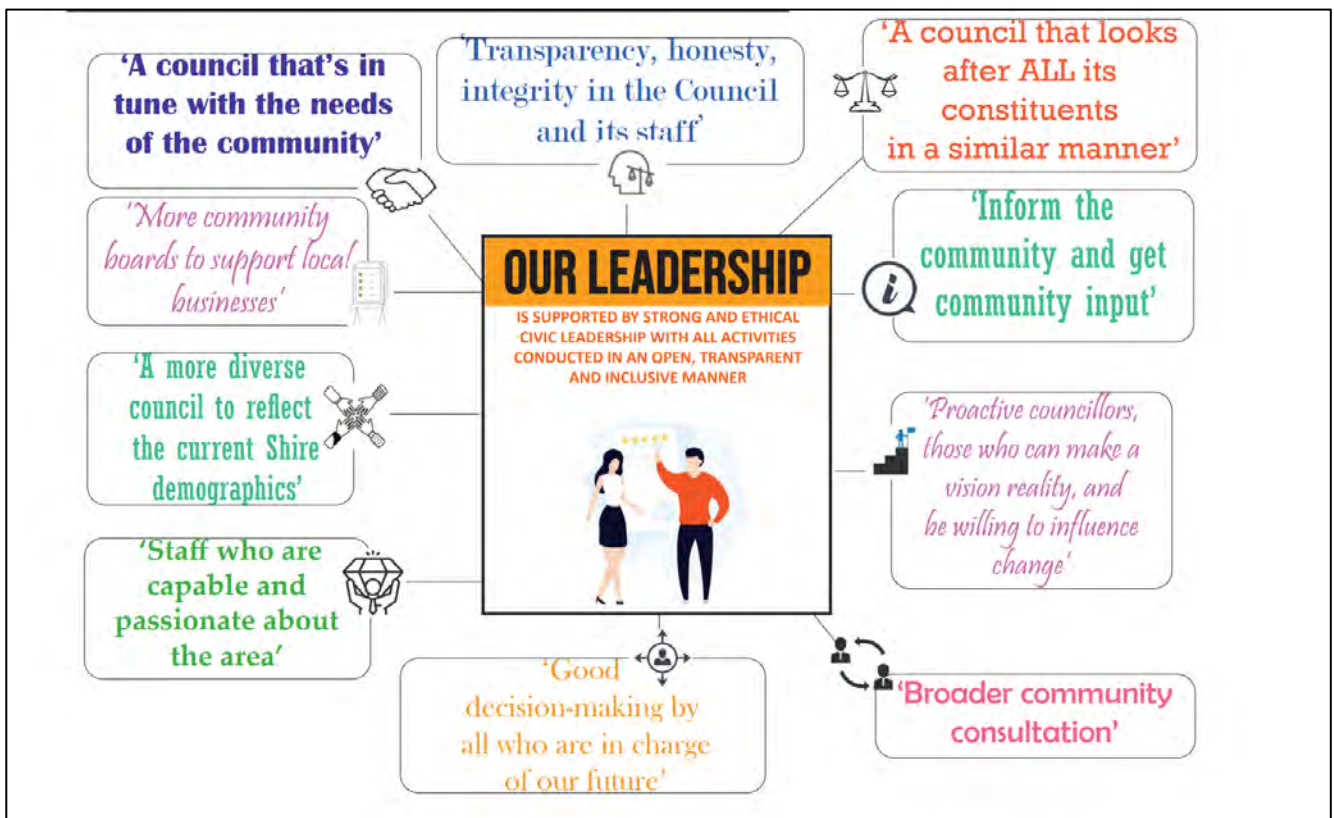 'A council that's in
tune with the needs
of the community'
'Transparency, honesty,
integrity in the Council
and its staff'
'A council that looks
after ALL its
constituents
in a similar manner'
'More community
boards to support local
businesses'
OUR LEADERSHIP
IS SUPPORTED BY STRONG AND ETHICAL
CIVIC LEADERSHIP WITH ALL ACTIVITIES
CONDUCTED IN AN OPEN, TRANSPARENT
AND INCLUSIVE MANNER
i
'Inform the
community and get
community input'
'A more diverse
council to reflect
the current Shire
demographics'
'Proactive councillors,
those who can make a
vision reality, and
be willing to influence
change'
'Staff who are
capable and
passionate about
the area'
'Good
decision-making by
all who are in charge
of our future'
'Broader community
consultation'